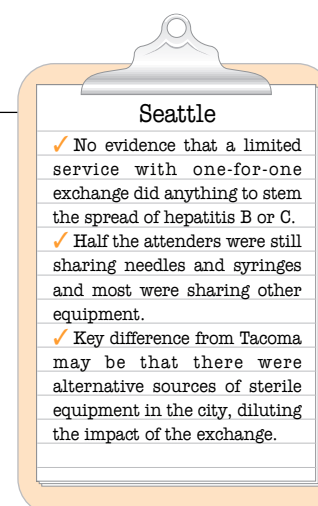 Seattle
✓ No evidence that a limited
service with one-for-one
exchange did anything to stem
the spread of hepatitis B or C.
✓ Half the attenders were still
sharing needles and syringes
and most were sharing other
equipment.
✓ Key difference from Tacoma
may be that there were
alternative sources of sterile
equipment in the city, diluting
the impact of the exchange.